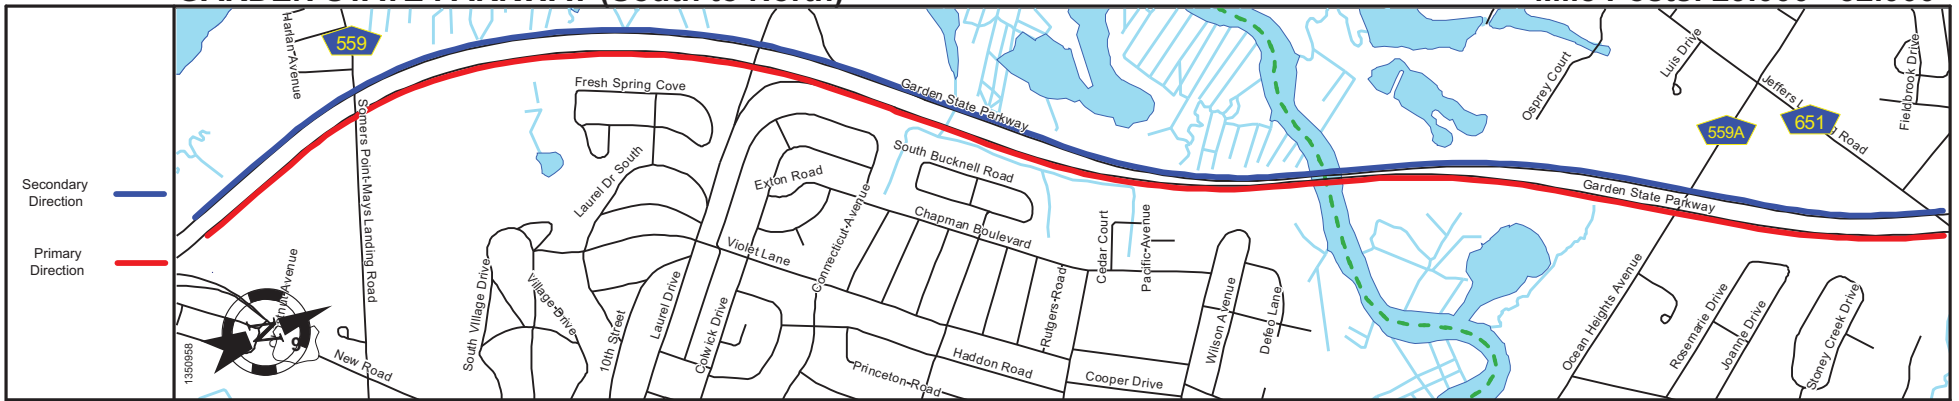 Secondary
Direction
Primary
Direction
559
Harlan-Avenue
Somers Point-Mays Landing Road
Fresh Spring Cove
Laurel Dr South
Exton Road
South Bucknell Road
Garden State Parkway
Chapman Boulevard
Connecticut-Avenue
Violet Lane
South Village Drive
Village-Drive
10th Street
Laurel Drive
Colwick Drive
New Road
9
1350958
Princeton-Road
Haddon Road
Rutgers-Road
Cooper Drive
Cedar Court
Pacific-Avenue
Wilson Avenue
Deleo Lane
Osprey Court
Luis Drive
559A
651
Fieldbrook Drive
Garden State Parkway
Ocean Heights Avenue
Rosemarie Drive
Joanne Drive
Stoney Creek Drive